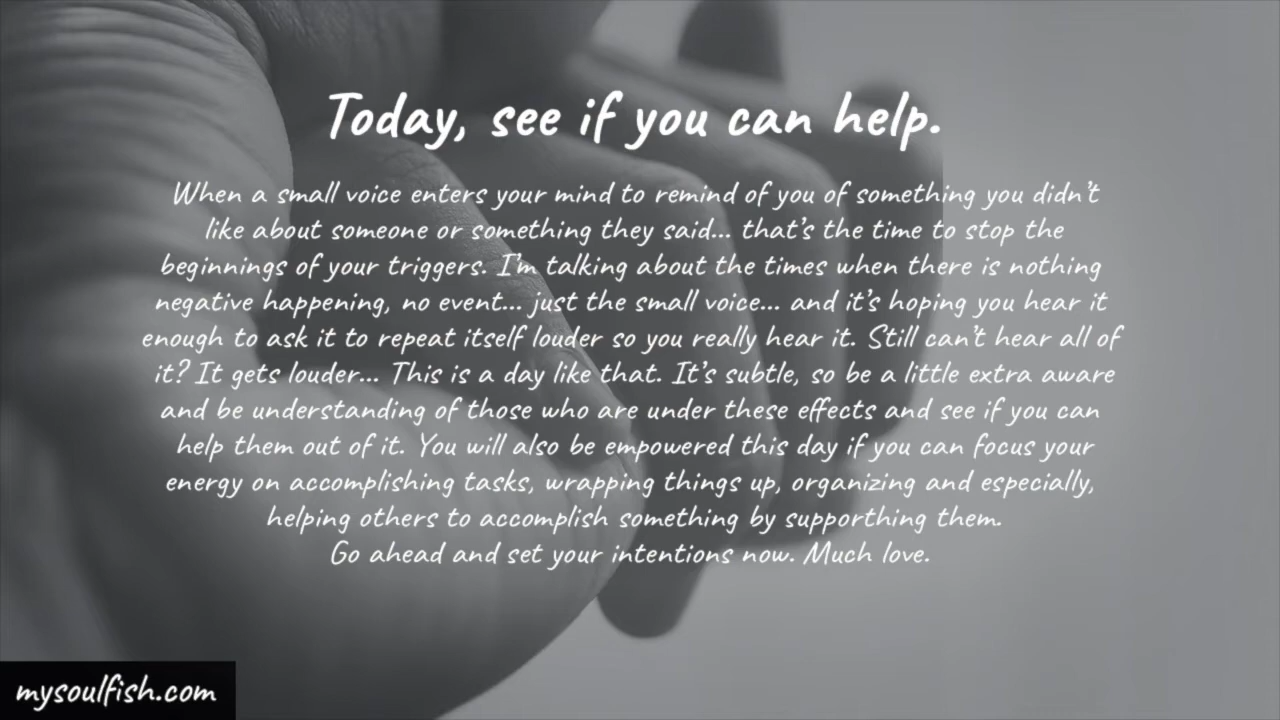 Today, see if you can help.
When a small voice enters your mind to remind of you of something you didn't
like about someone or something they said... that's the time to stop the
beginnings of your triggers. I'm talking about the times when there is nothing
negative happening, no event... just the small voice... and it's hoping you hear it
enough to ask it to repeat itself louder so you really hear it. Still can't hear all of
it? It gets louder... This is a day like that. It's subtle, so be a little extra aware
and be understanding of those who are under these effects and see if you can
help them out of it. You will also be empowered this day if you can focus your
energy on accomplishing tasks, wrapping things up, organizing and especially,
helping others to accomplish something by supporthing them.
Go ahead and set your intentions now. Much love.
mysoulfish.com